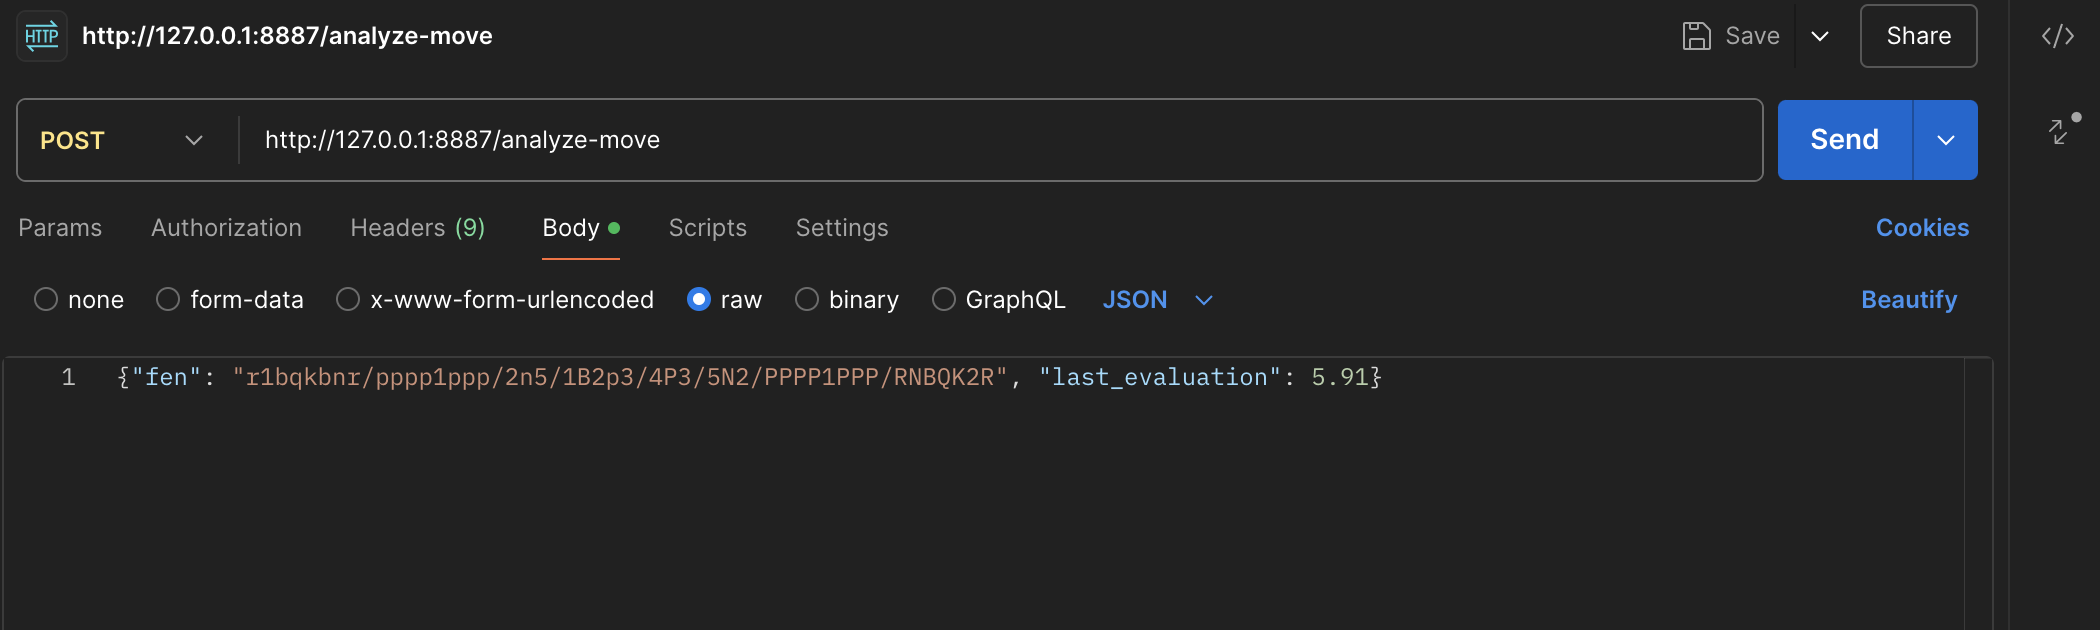 HTTP http://127.0.0.1:8887/analyze-move Save Share
POST http://127.0.0.1:8887/analyze-move Send
Params Authorization Headers (9) Body Scripts Settings Cookies
none form-data x-www-form-urlencoded raw binary GraphQL JSON Beautify
1 {"fen": "r1bqkbnr/pppp1ppp/2n5/1B2p3/4P3/5N2/PPPP1PPP/RNBQK2R", "last_evaluation": 5.91}